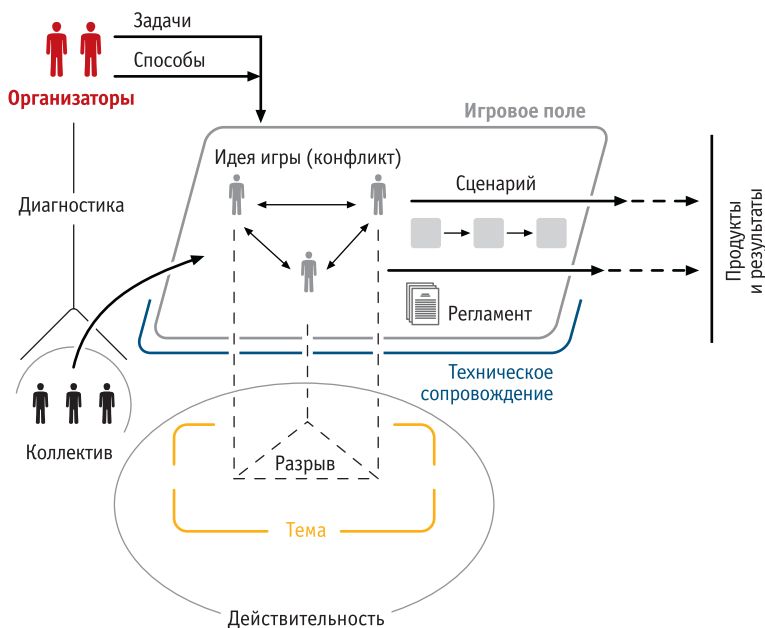 Задачи
Способы
Организаторы
Игровое поле
Идея игры (конфликт)
Сценарий
Диагностика
Продукты
и результаты
Регламент
Техническое
сопровождение
Коллектив
Разрыв
Тема
Действительность